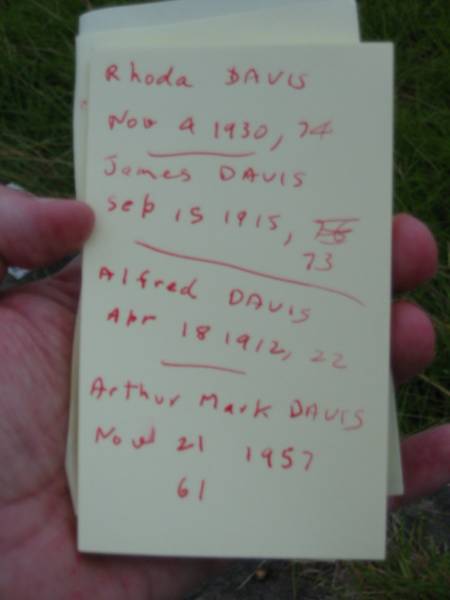 Rhoda DAVIS
Nov 9 1930, 74
James DAVIS
Sep 15 1915,
73
Alfred DAVIS
Apr 18 1912, 22
Arthur Mark DAVIS
Nov 21 1957
61